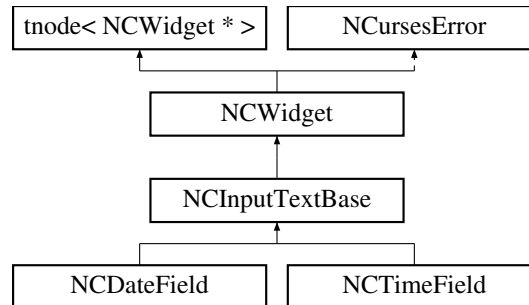 tnode< NCWidget * >
NCursesError
NCWidget
NCInputTextBase
NCDateField
NCTimeField